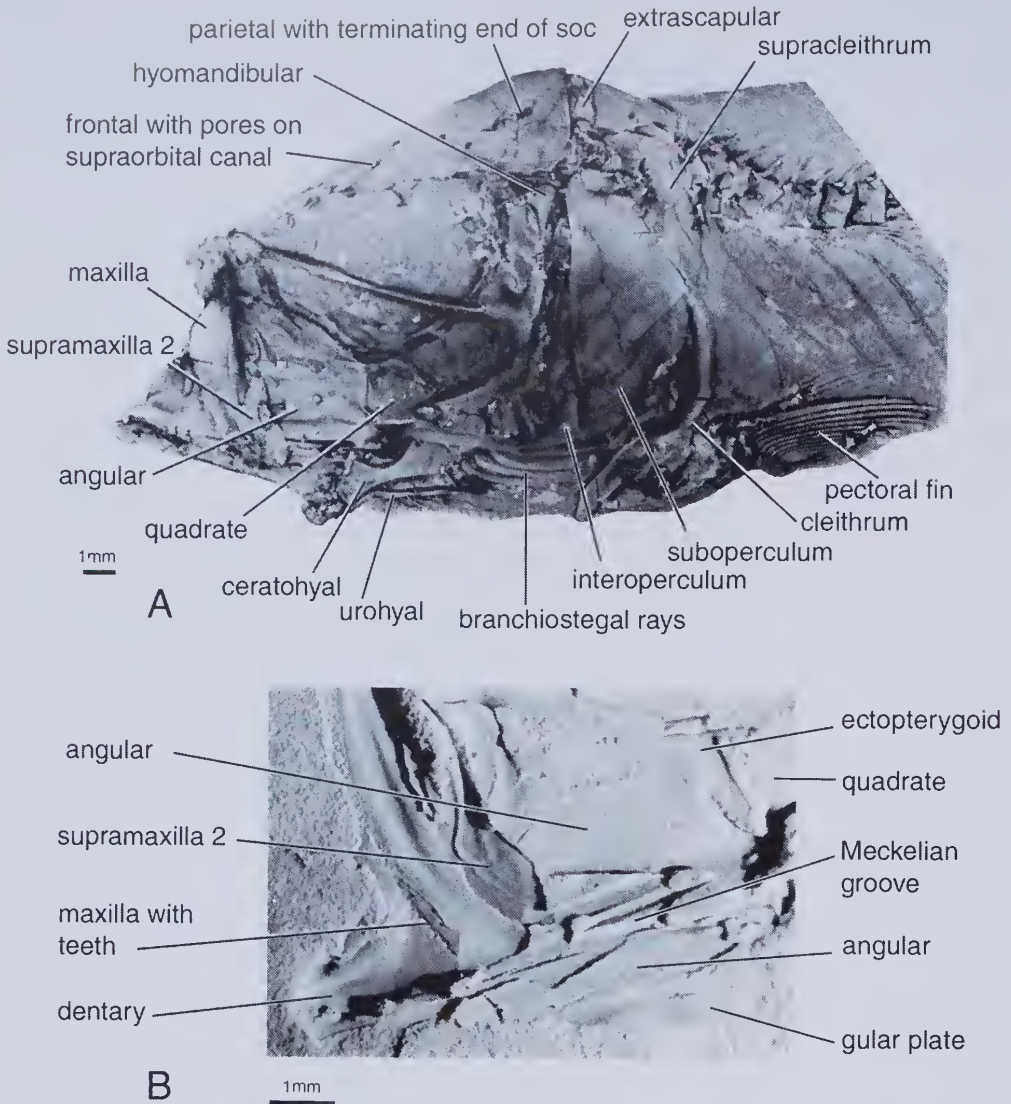 parietal with terminating end of soc
extrascapular
supracleithrum
hyomandibular
frontal with pores on
supraorbital canal
maxilla
supramaxilla 2
angular
quadrate
pectoral fin
cleithrum
suboperculum
interoperculum
ceratohyal
urohyal
branchiostegal rays
1mm
A
angular
ectopterygoid
quadrate
supramaxilla 2
Meckelian
groove
maxilla with
teeth
angular
dentary
gular plate
B
1mm